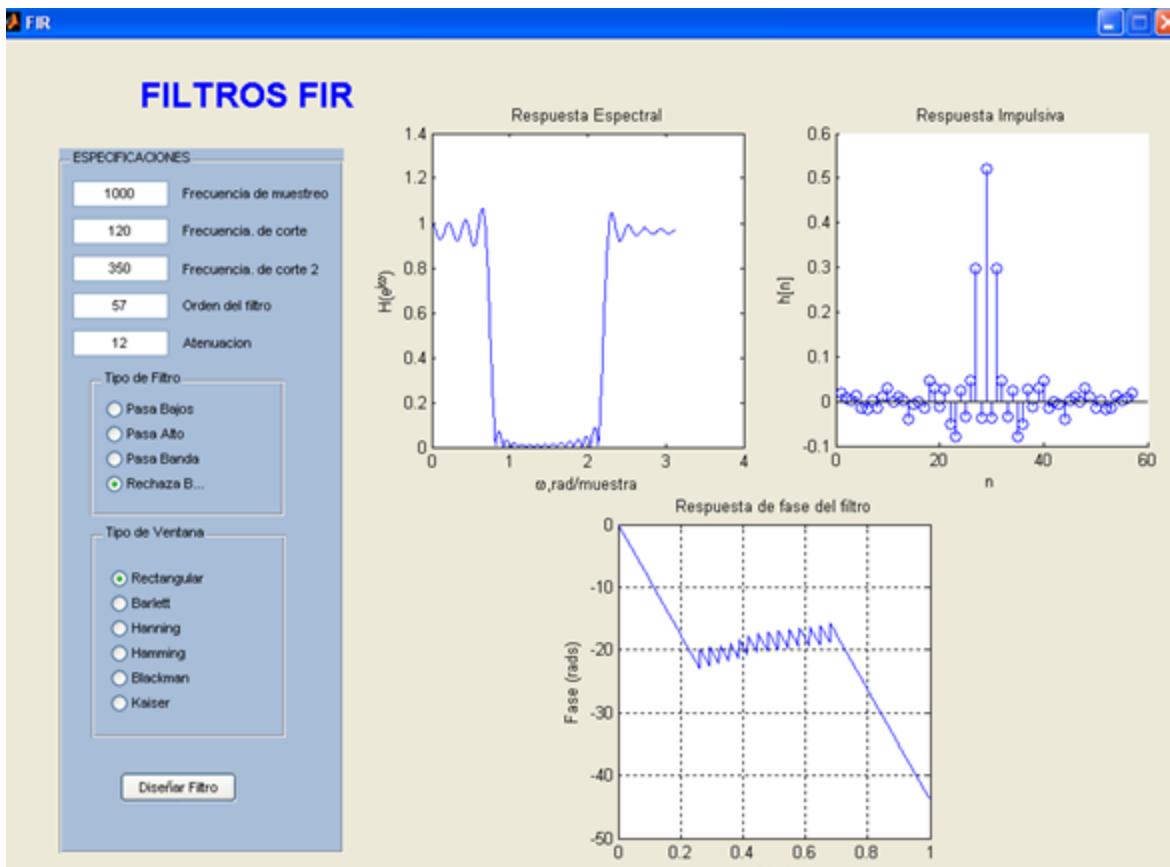 FIR
FILTROS FIR
ESPECIFICACIONES
1000 Frecuencia de muestreo
120 Frecuencia. de corte
350 Frecuencia. de corte 2
57 Orden del filtro
12 Atenuacion
Tipo de Filtro
Pasa Bajos
Pasa Alto
Pasa Banda
Rechaza B...
Tipo de Ventana
Rectangular
Barlett
Hanning
Hamming
Blackman
Kaiser
Diseñar Filtro
Respuesta Espectral
1.4
1.2
1
0.8
0.6
0.4
0.2
0
0 1 2 3 4
H(e^jω)
ω,rad/muestra
Respuesta Impulsiva
0.6
0.5
0.4
0.3
0.2
0.1
0
-0.1
0 20 40 60
h[n]
n
Respuesta de fase del filtro
0
-10
-20
-30
-40
-50
0 0.2 0.4 0.6 0.8 1
Fase (rads)